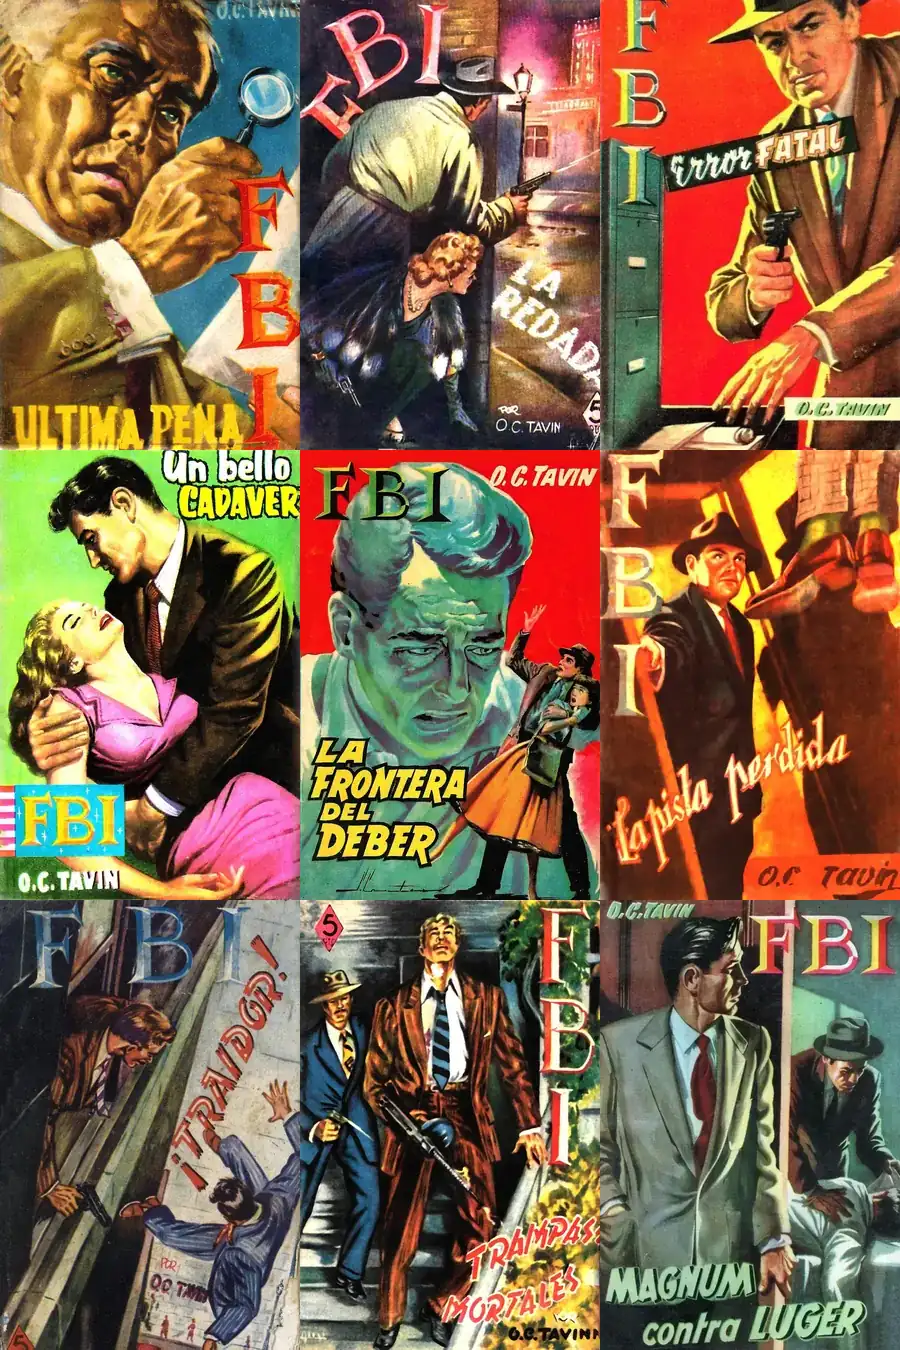 O.C. TAVIN
FBI
ULTIMA PENA
FBI
LA
REDADA
POR
O.C. TAVIN
5
FBI
Error FATAL
O.C. TAVIN
Un bello
CADAVER
FBI
O.C. TAVIN
FBI
O.C. TAVIN
LA
FRONTERA
DEL
DEBER
FBI
La pista perdida
O.C. Tavin
FBI
¡TRAIDOR!
POR
O.C. TAVIN
5
5
FBI
TRAMPAS
MORTALES
O.C. TAVIN
O.C. TAVIN
FBI
MAGNUM
contra LUGER